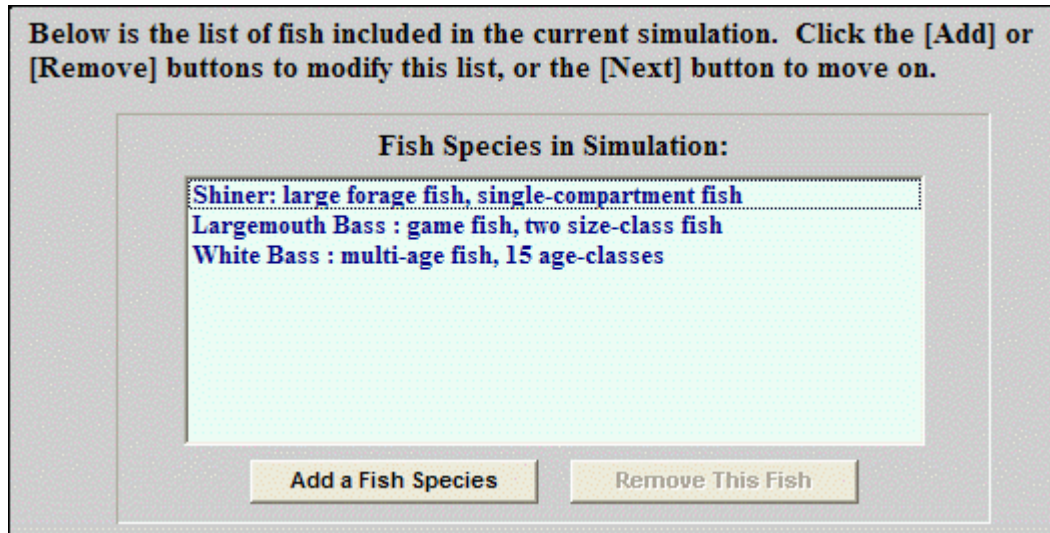 Below is the list of fish included in the current simulation.  Click the [Add] or
[Remove] buttons to modify this list, or the [Next] button to move on.
Fish Species in Simulation:
Shiner: large forage fish, single-compartment fish
Largemouth Bass : game fish, two size-class fish
White Bass : multi-age fish, 15 age-classes
Add a Fish Species
Remove This Fish